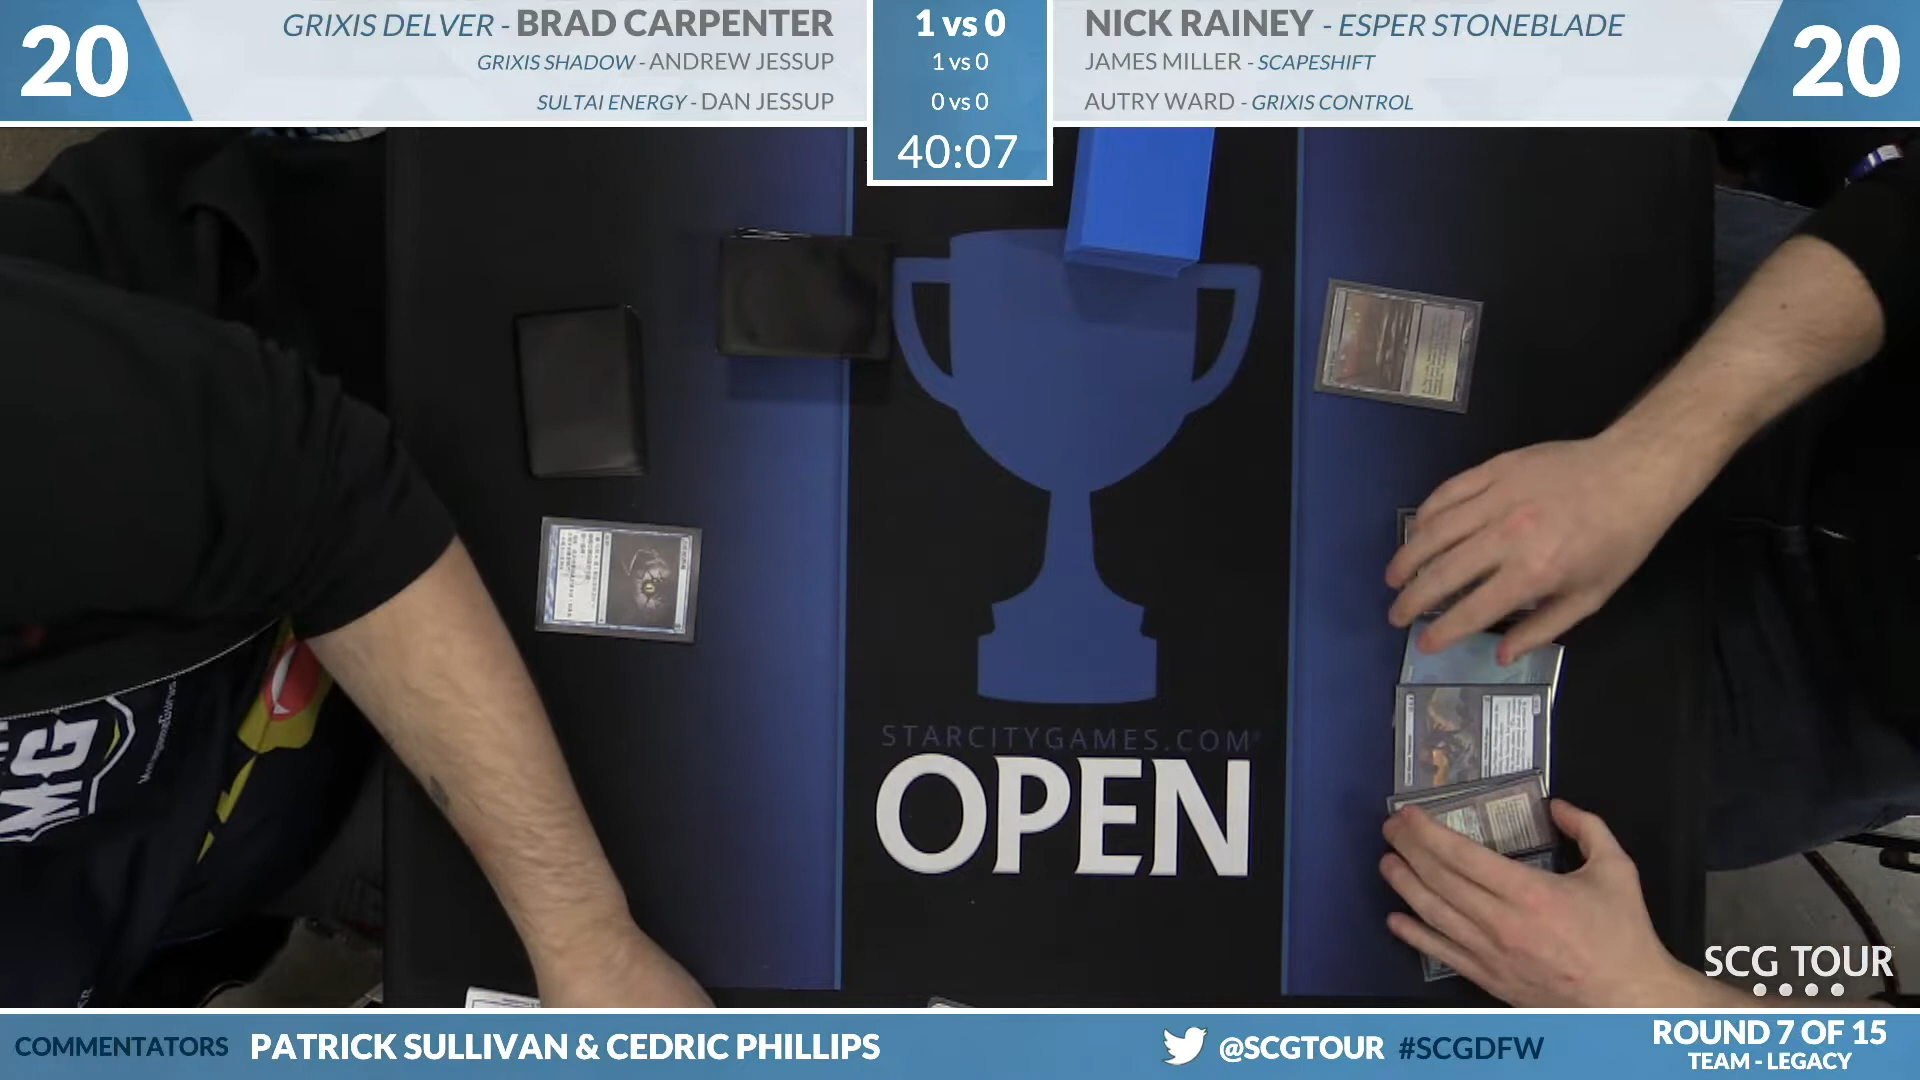 20
GRIXIS DELVER - BRAD CARPENTER
GRIXIS SHADOW - ANDREW JESSUP
SULTAI ENERGY - DAN JESSUP
1 vs 0
1 vs 0
0 vs 0
40:07
NICK RAINEY - ESPER STONEBLADE
JAMES MILLER - SCAPESHIFT
AUTRY WARD - GRIXIS CONTROL
20
MG
STARCITYGAMES.COM
OPEN
SCG TOUR
COMMENTATORS PATRICK SULLIVAN & CEDRIC PHILLIPS
@SCGTOUR #SCGDFW
ROUND 7 OF 15
TEAM - LEGACY